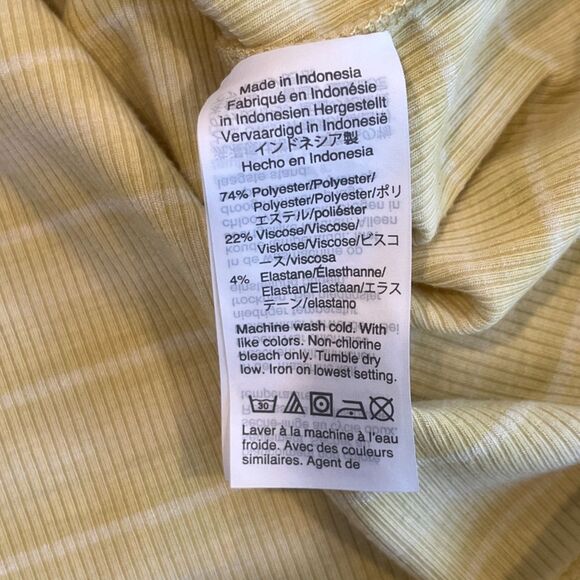 Made in Indonesia
Fabriqué en Indonésie
in Indonesien Hergestellt
Vervaardigd in Indonesië
インドネシア製
Hecho en Indonesia
74% Polyester/Polyester/
Polyester/Polyester/ポリ
エステル/poliéster
22% Viscose/Viscose/
Viskose/Viscose/ビスコ
ース/viscosa
4% Elastane/Élasthanne/
Elastan/Elastaan/エラス
テーン/elastano
Machine wash cold. With
like colors. Non-chlorine
bleach only. Tumble dry
low. Iron on lowest setting.
30
Laver à la machine à l'eau
froide. Avec des couleurs
similaires. Agent de